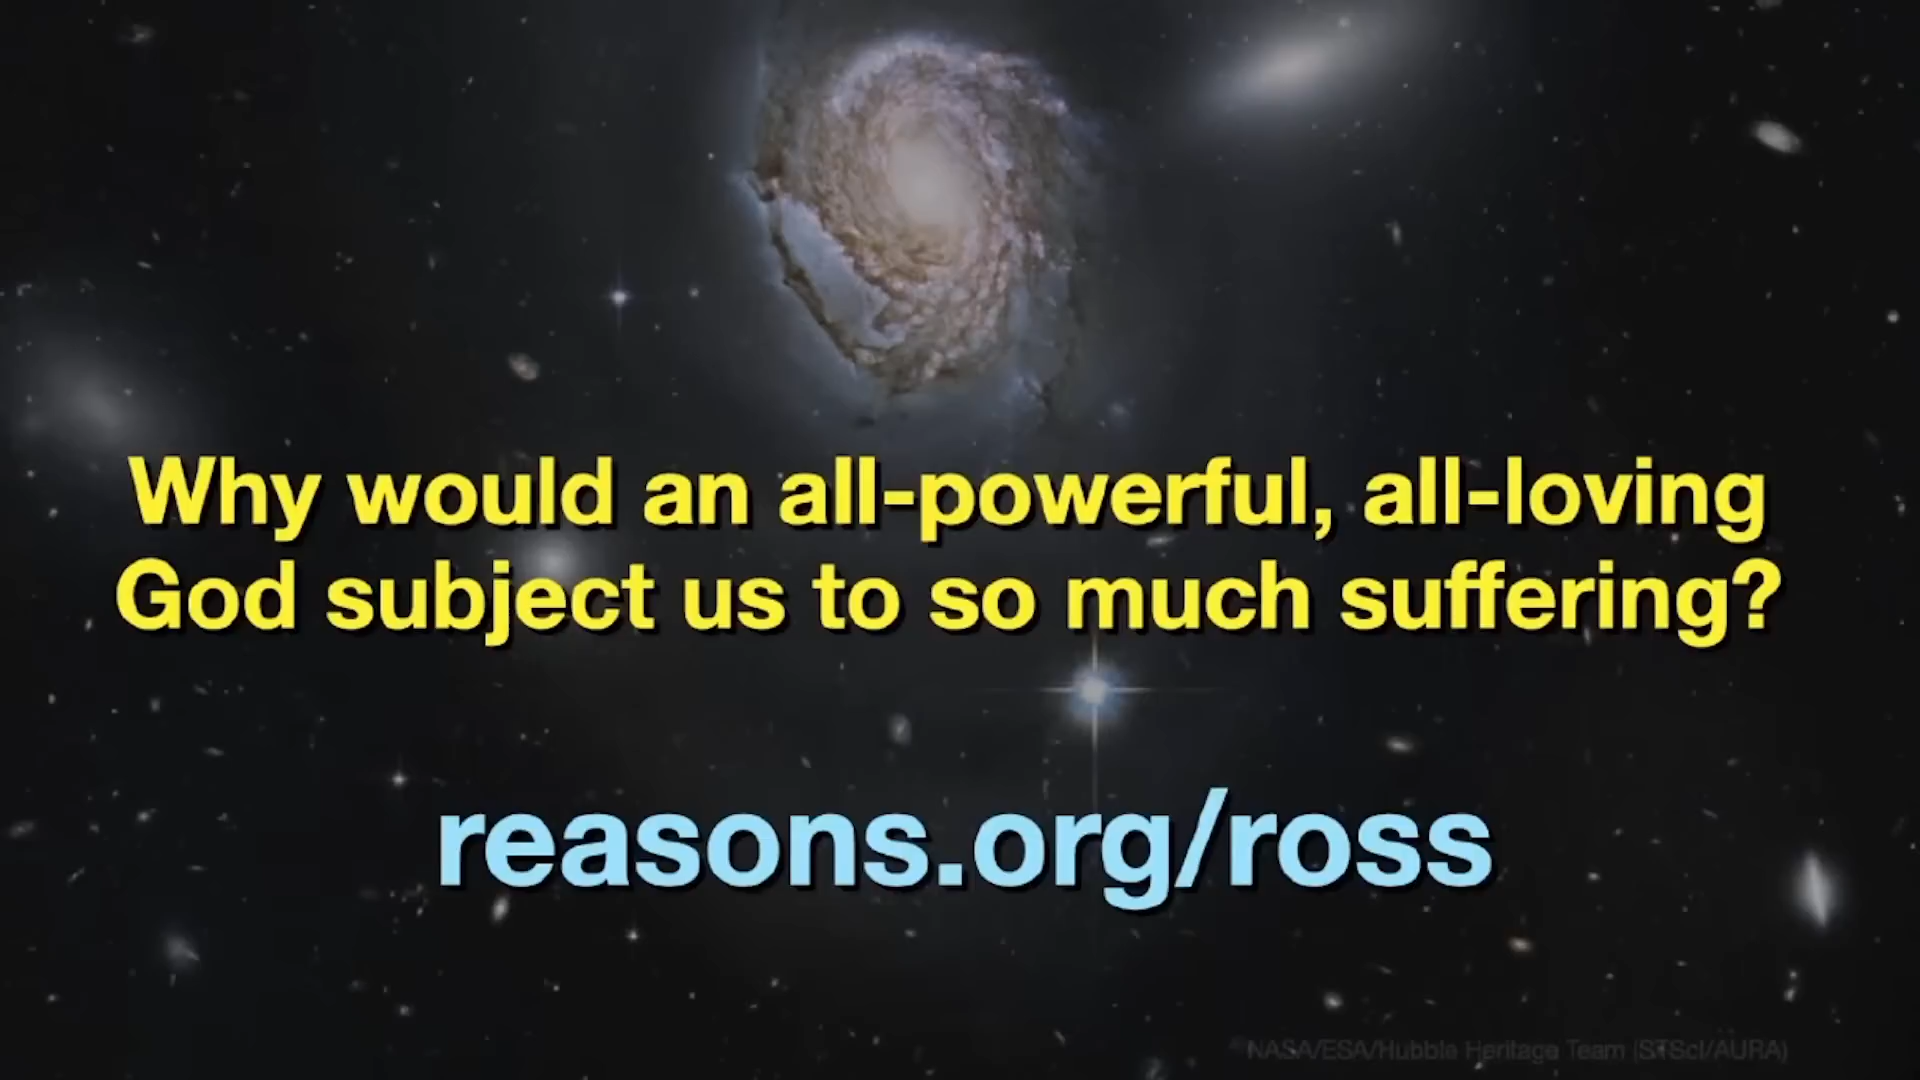 Why would an all-powerful, all-loving
God subject us to so much suffering?
reasons.org/ross
NASA/ESA/Hubble Heritage Team (STScI/AURA)